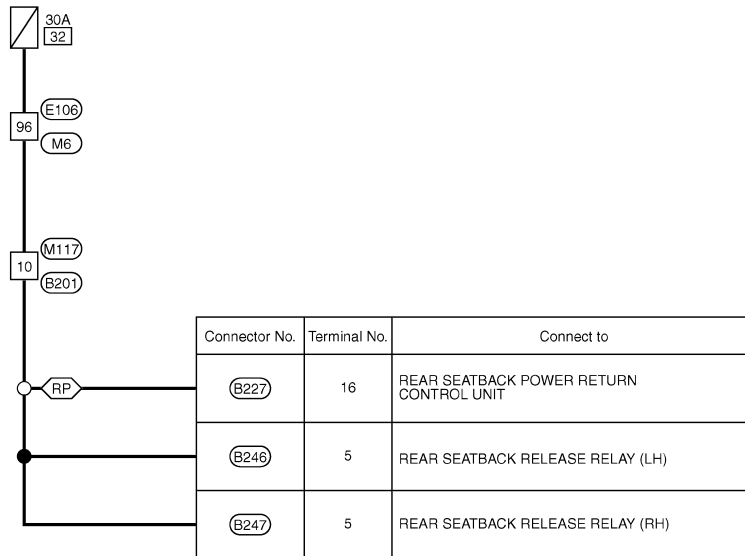 30A
32
96
E106
M6
10
M117
B201
Connector No. Terminal No. Connect to
RP B227 16 REAR SEATBACK POWER RETURN
CONTROL UNIT
B246 5 REAR SEATBACK RELEASE RELAY (LH)
B247 5 REAR SEATBACK RELEASE RELAY (RH)